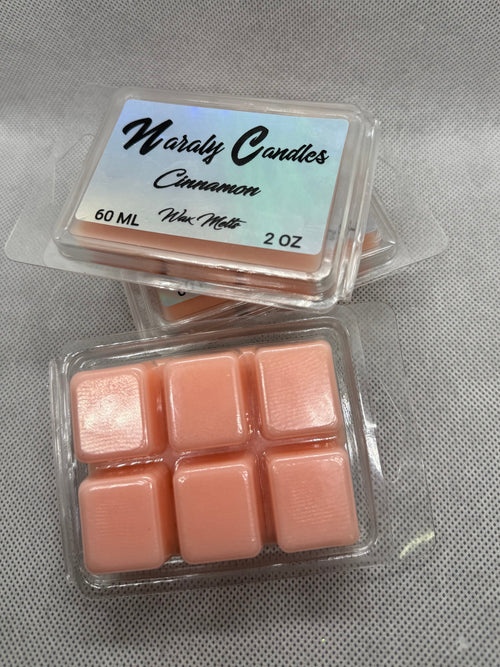 Naraly Candles
Cinnamon
60 ML Wax Melts 2 OZ